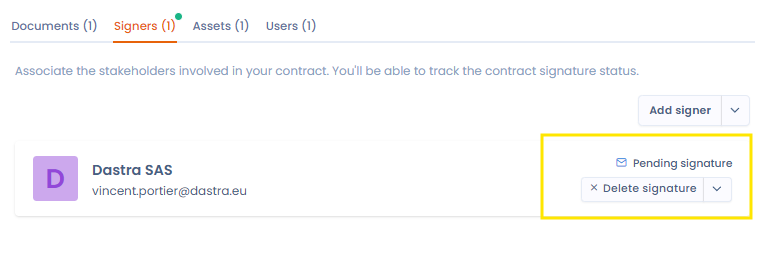 Documents (1) Signers (1) Assets (1) Users (1)
Associate the stakeholders involved in your contract. You'll be able to track the contract signature status.
Add signer
D
Dastra SAS
vincent.portier@dastra.eu
Pending signature
Delete signature